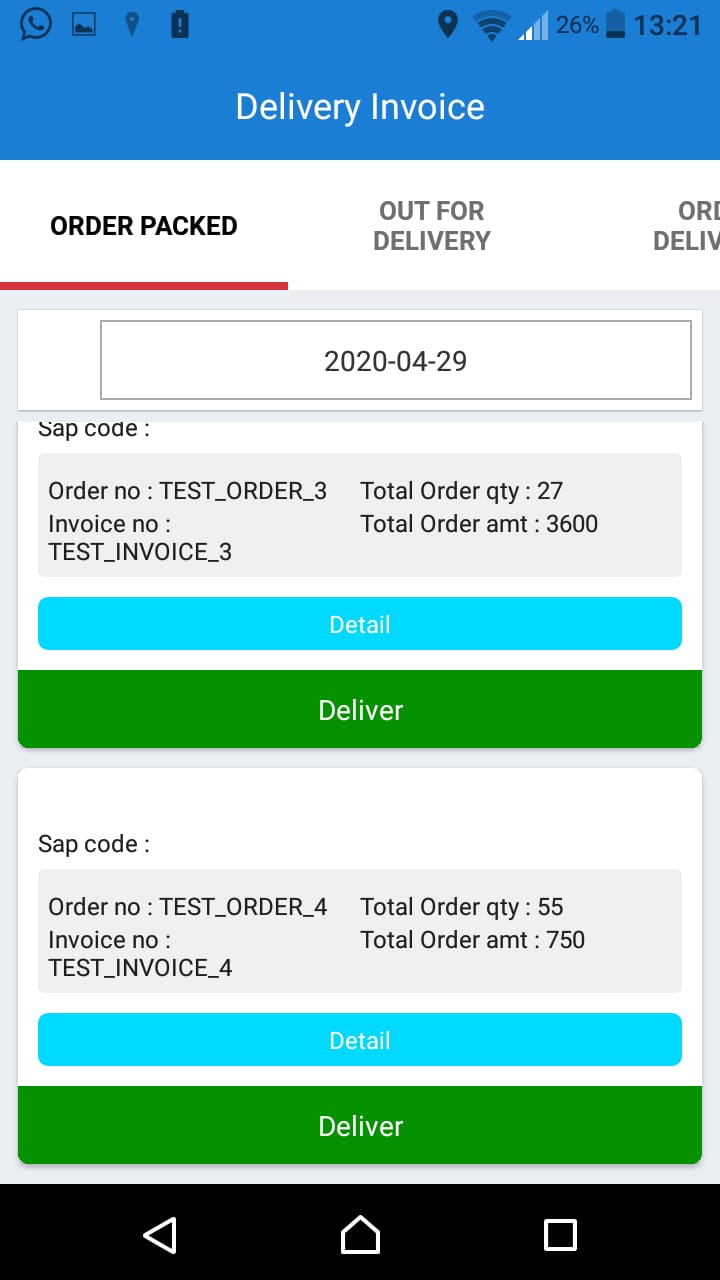 26% 13:21
Delivery Invoice
ORDER PACKED
OUT FOR
DELIVERY
ORD
DELIV
2020-04-29
Sap code :
Order no : TEST_ORDER_3
Total Order qty : 27
Invoice no :
TEST_INVOICE_3
Total Order amt : 3600
Detail
Deliver
Sap code :
Order no : TEST_ORDER_4
Total Order qty : 55
Invoice no :
TEST_INVOICE_4
Total Order amt : 750
Detail
Deliver